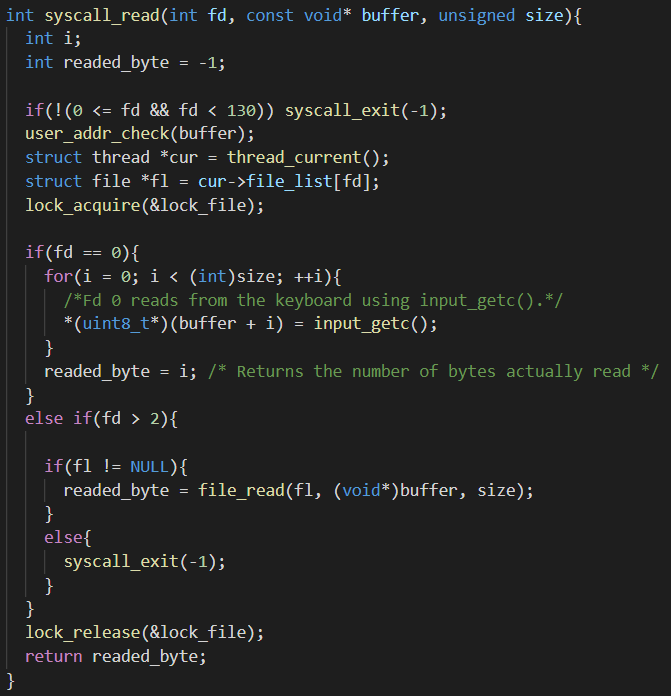 int syscall_read(int fd, const void* buffer, unsigned size){
  int i;
  int readed_byte = -1;

  if(!(0 <= fd && fd < 130)) syscall_exit(-1);
  user_addr_check(buffer);
  struct thread *cur = thread_current();
  struct file *fl = cur->file_list[fd];
  lock_acquire(&lock_file);

  if(fd == 0){
    for(i = 0; i < (int)size; ++i){
      /*Fd 0 reads from the keyboard using input_getc().*/
      *(uint8_t*)(buffer + i) = input_getc();
    }
    readed_byte = i; /* Returns the number of bytes actually read */
  }
  else if(fd > 2){

    if(fl != NULL){
      readed_byte = file_read(fl, (void*)buffer, size);
    }
    else{
      syscall_exit(-1);
    }
  }
  lock_release(&lock_file);
  return readed_byte;
}